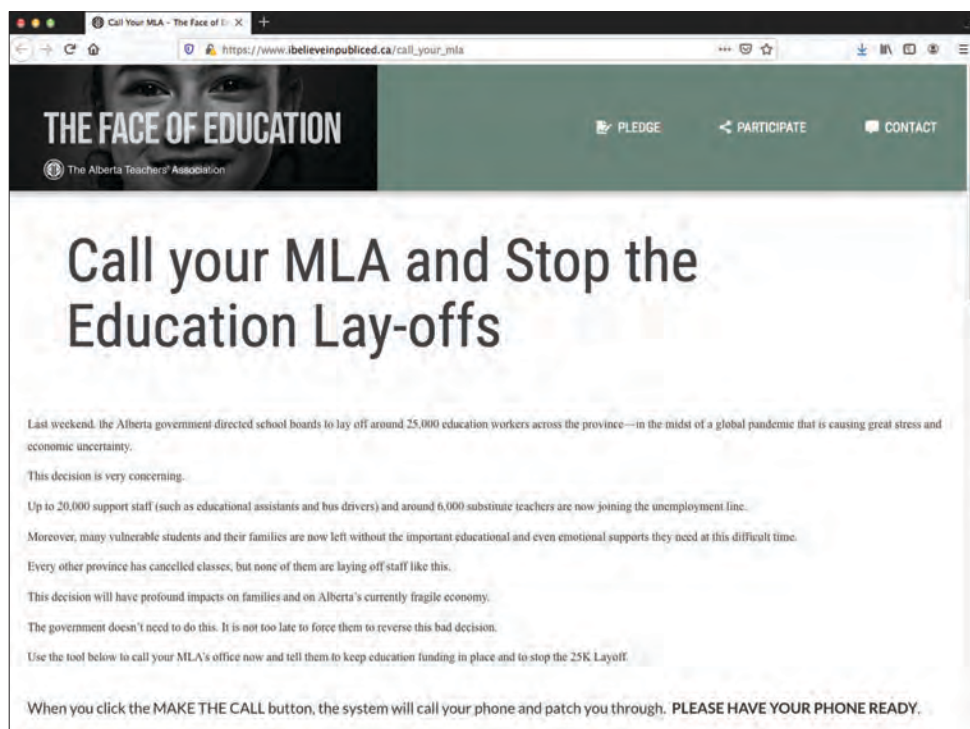 Call Your MLA – The Face of E
https://www.ibelieveinpubliced.ca/call_your_mla
THE FACE OF EDUCATION
The Alberta Teachers' Association
PLEDGE
PARTICIPATE
CONTACT
Call your MLA and Stop the
Education Lay-offs
Last weekend, the Alberta government directed school boards to lay off around 25,000 education workers across the province—in the midst of a global pandemic that is causing great stress and
economic uncertainty.
This decision is very concerning.
Up to 20,000 support staff (such as educational assistants and bus drivers) and around 6,000 substitute teachers are now joining the unemployment line.
Moreover, many vulnerable students and their families are now left without the important educational and even emotional supports they need at this difficult time.
Every other province has cancelled classes, but none of them are laying off staff like this.
This decision will have profound impacts on families and on Alberta's currently fragile economy.
The government doesn't need to do this. It is not too late to force them to reverse this bad decision.
Use the tool below to call your MLA's office now and tell them to keep education funding in place and to stop the 25K Layoff.
When you click the MAKE THE CALL button, the system will call your phone and patch you through. PLEASE HAVE YOUR PHONE READY.